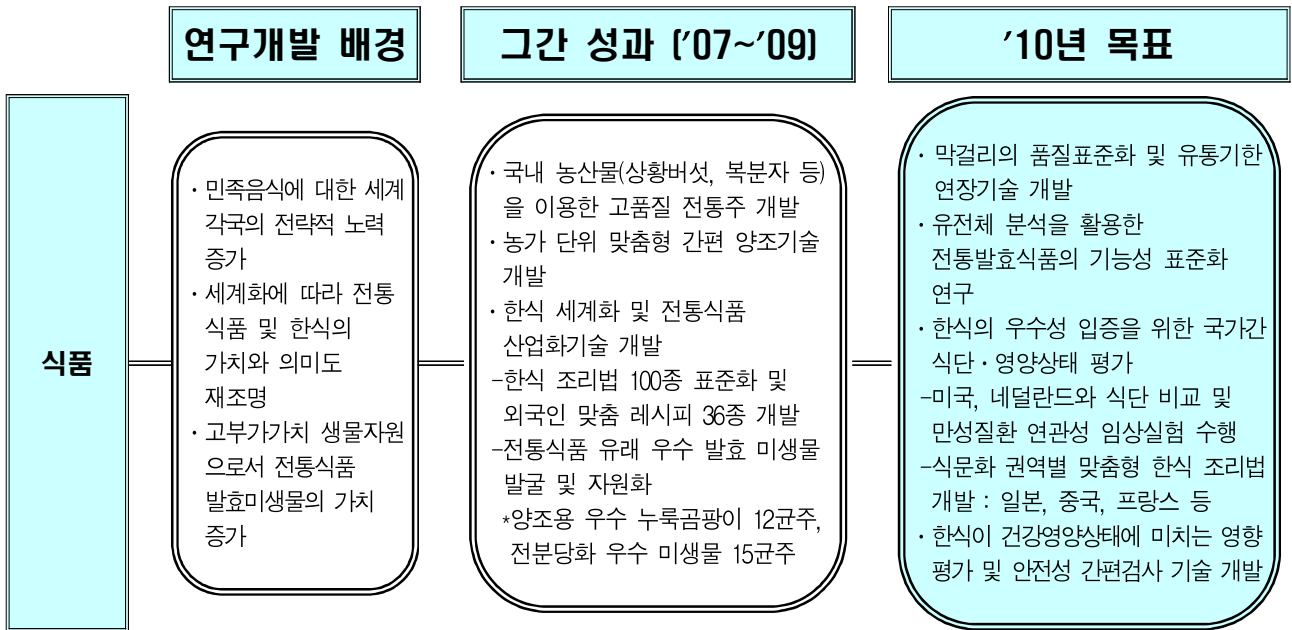 연구개발 배경
그간 성과 ('07~'09)
'10년 목표
식품
· 민족음식에 대한 세계
각국의 전략적 노력
증가
· 세계화에 따라 전통
식품 및 한식의
가치와 의미도
재조명
· 고부가가치 생물자원
으로서 전통식품
발효미생물의 가치
증가
· 국내 농산물(상황버섯, 복분자 등)
을 이용한 고품질 전통주 개발
· 농가 단위 맞춤형 간편 양조기술
개발
· 한식 세계화 및 전통식품
산업화기술 개발
-한식 조리법 100종 표준화 및
외국인 맞춤 레시피 36종 개발
-전통식품 유래 우수 발효 미생물
발굴 및 자원화
*양조용 우수 누룩곰팡이 12균주,
전분당화 우수 미생물 15균주
· 막걸리의 품질표준화 및 유통기한
연장기술 개발
· 유전체 분석을 활용한
전통발효식품의 기능성 표준화
연구
· 한식의 우수성 입증을 위한 국가간
식단·영양상태 평가
-미국, 네덜란드와 식단 비교 및
만성질환 연관성 임상실험 수행
-식문화 권역별 맞춤형 한식 조리법
개발 : 일본, 중국, 프랑스 등
· 한식이 건강영양상태에 미치는 영향
평가 및 안전성 간편검사 기술 개발